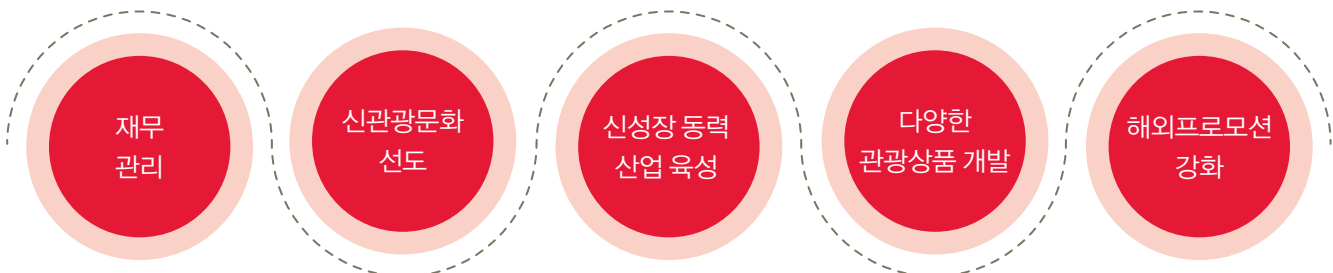 재무
관리
신관광문화
선도
신성장 동력
산업 육성
다양한
관광상품 개발
해외프로모션
강화